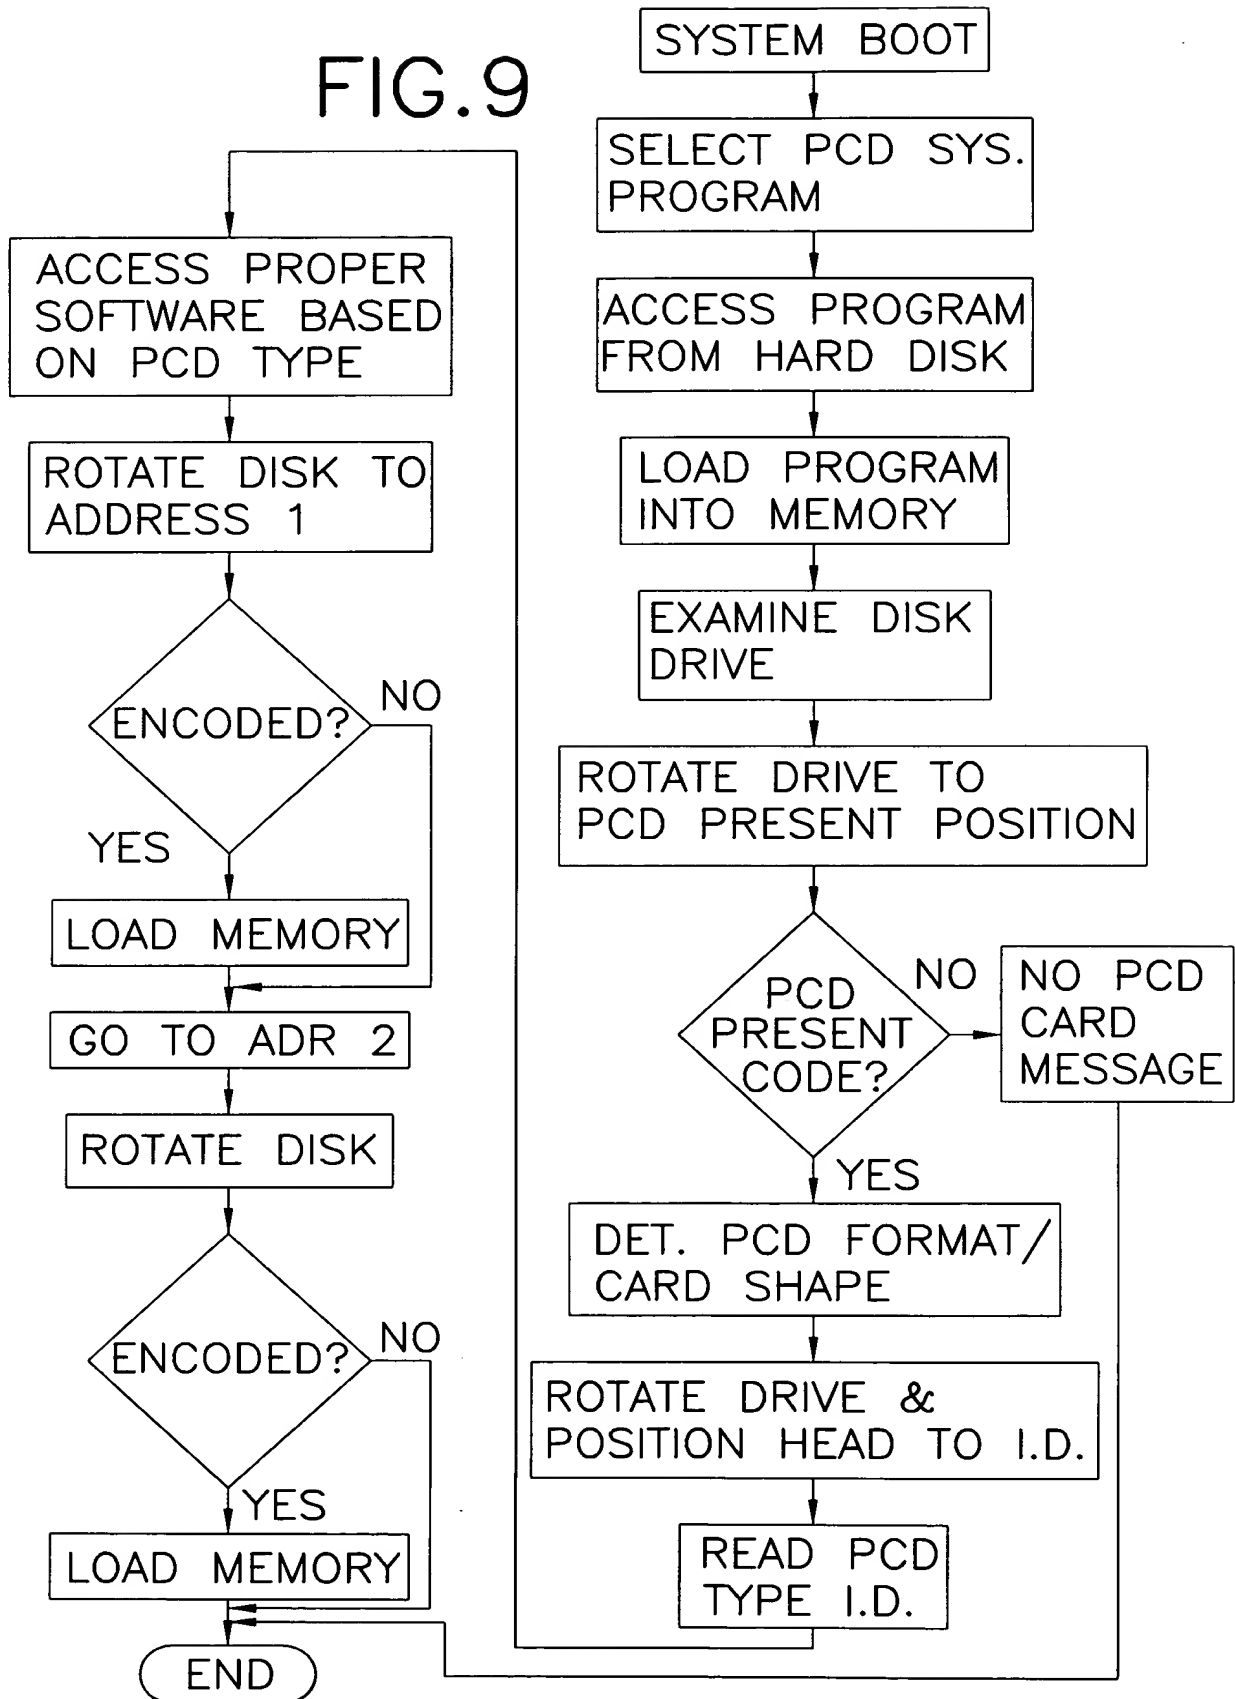 FIG.9
SYSTEM BOOT
SELECT PCD SYS.
PROGRAM
ACCESS PROGRAM
FROM HARD DISK
LOAD PROGRAM
INTO MEMORY
EXAMINE DISK
DRIVE
ROTATE DRIVE TO
PCD PRESENT POSITION
PCD
PRESENT
CODE?
NO
NO PCD
CARD
MESSAGE
YES
DET. PCD FORMAT/
CARD SHAPE
ROTATE DRIVE &
POSITION HEAD TO I.D.
READ PCD
TYPE I.D.
ACCESS PROPER
SOFTWARE BASED
ON PCD TYPE
ROTATE DISK TO
ADDRESS 1
ENCODED?
NO
YES
LOAD MEMORY
GO TO ADR 2
ROTATE DISK
ENCODED?
NO
YES
LOAD MEMORY
END